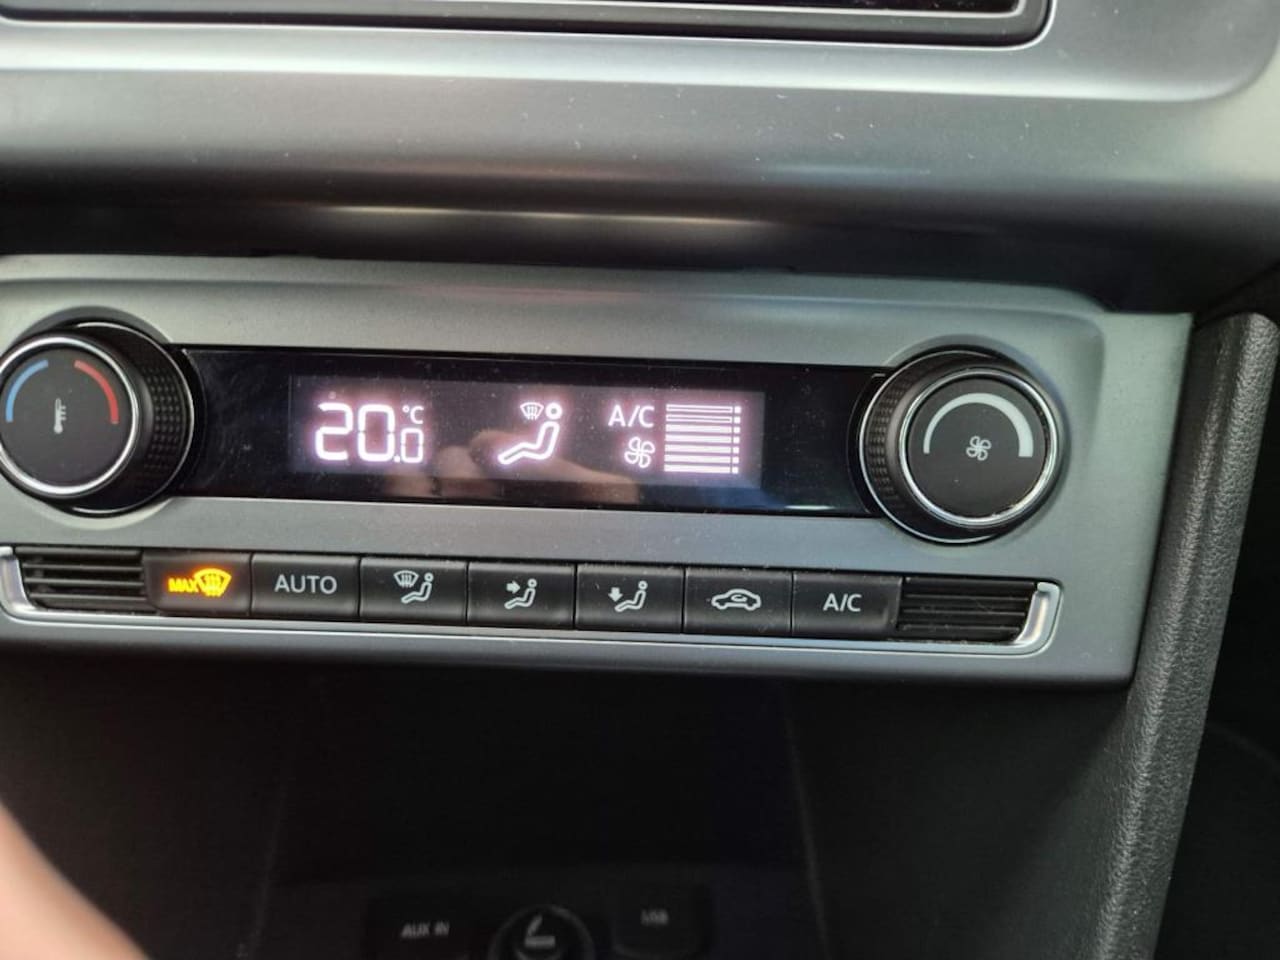 20.0 °C A/C
MAX AUTO A/C
AUX IN USB